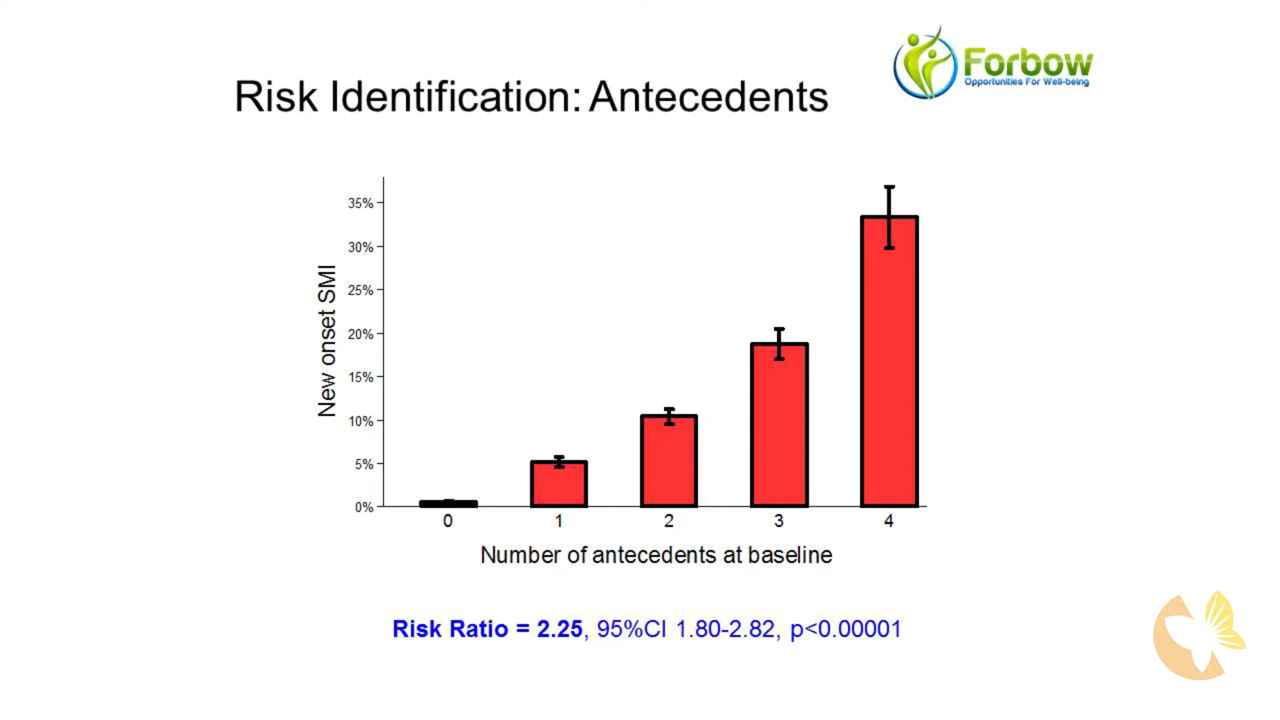 Forbow
Opportunities For Well-being
Risk Identification: Antecedents
New onset SMI
35%
30%
25%
20%
15%
10%
5%
0%
0 1 2 3 4
Number of antecedents at baseline
Risk Ratio = 2.25, 95%CI 1.80-2.82, p<0.00001